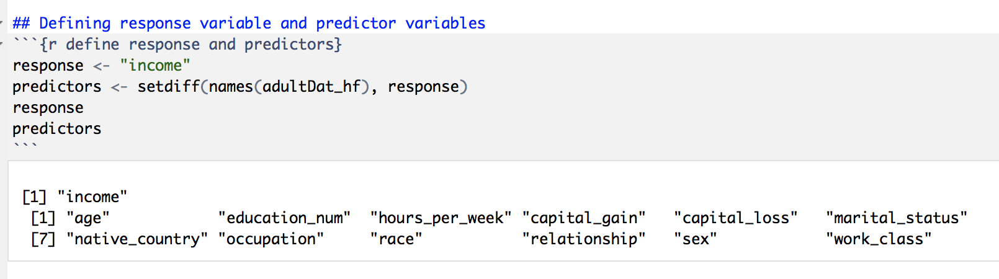 ## Defining response variable and predictor variables
```{r define response and predictors}
response <- "income"
predictors <- setdiff(names(adultDat_hf), response)
response
predictors
```
[1] "income"
[1] "age" "education_num" "hours_per_week" "capital_gain" "capital_loss" "marital_status"
[7] "native_country" "occupation" "race" "relationship" "sex" "work_class"